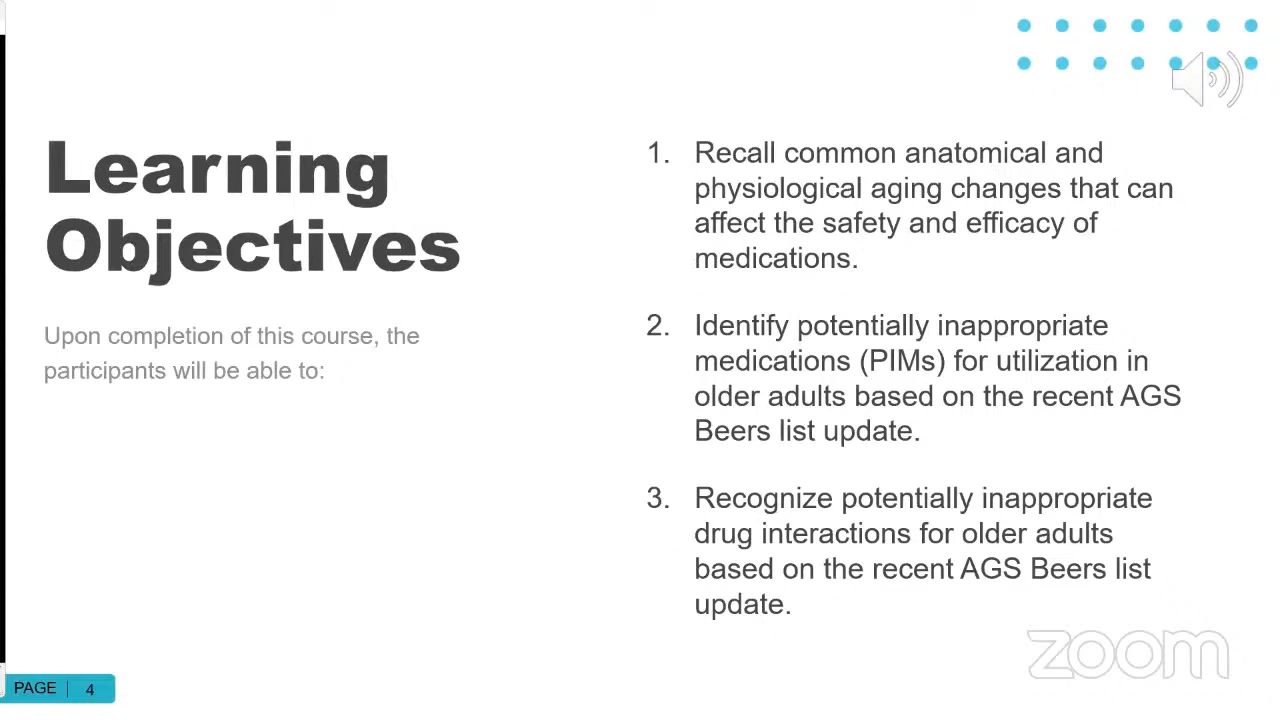 Learning
Objectives
Upon completion of this course, the
participants will be able to:
1. Recall common anatomical and
physiological aging changes that can
affect the safety and efficacy of
medications.
2. Identify potentially inappropriate
medications (PIMs) for utilization in
older adults based on the recent AGS
Beers list update.
3. Recognize potentially inappropriate
drug interactions for older adults
based on the recent AGS Beers list
update.
zoom
PAGE | 4